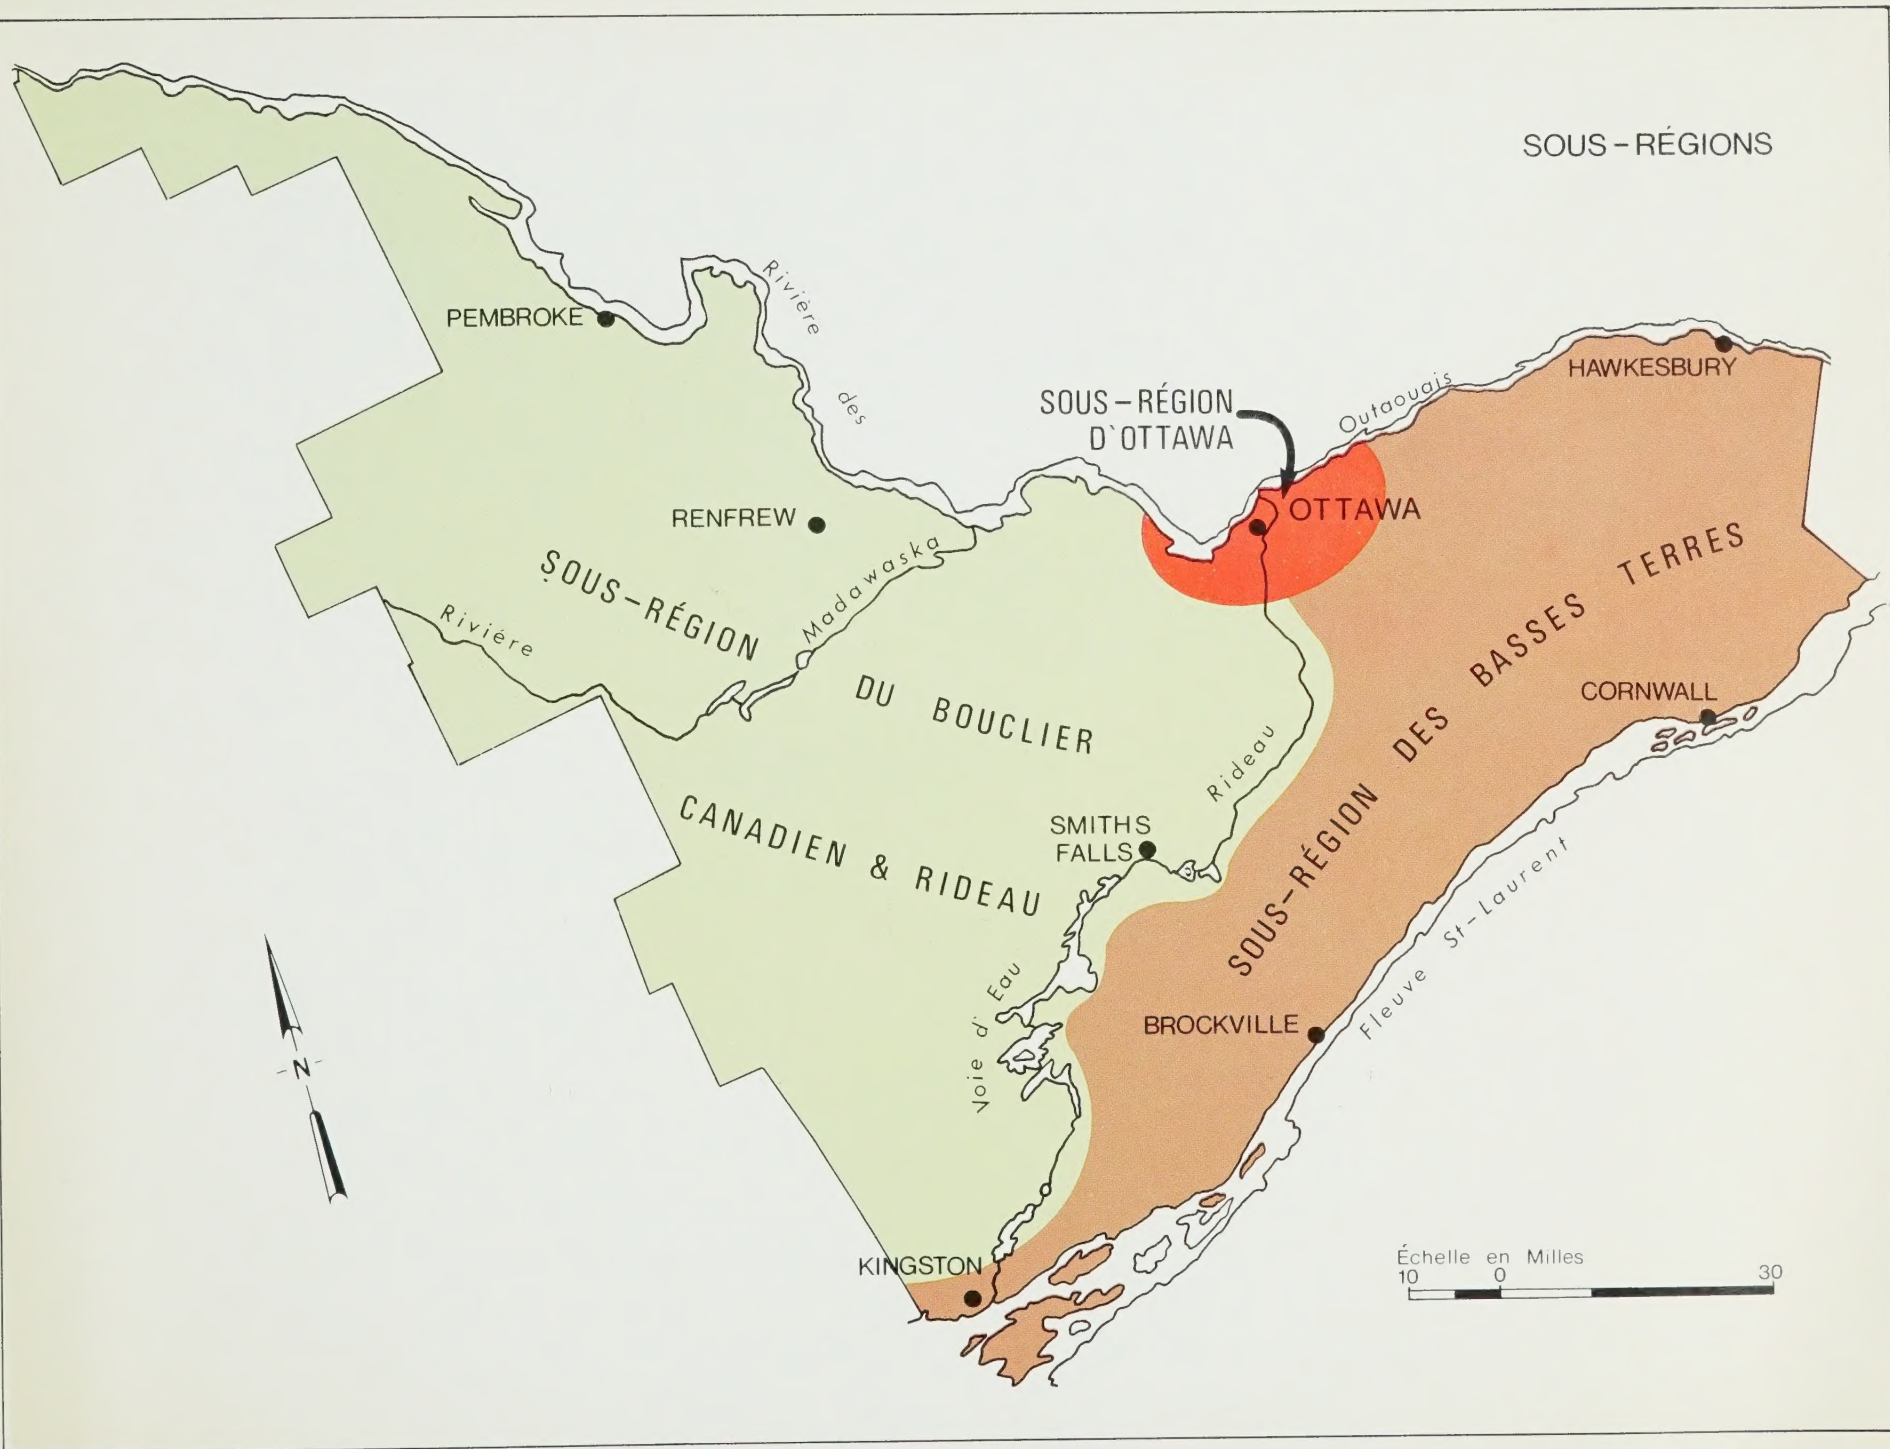 SOUS-RÉGIONS
PEMBROKE
Rivière des Outaouais
HAWKESBURY
SOUS-RÉGION
D'OTTAWA
OTTAWA
RENFREW
Rivière Madawaska
SOUS-RÉGION
DU BOUCLIER
CANADIEN & RIDEAU
SOUS-RÉGION DES BASSES TERRES
CORNWALL
SMITHS
FALLS
Voie d'Eau Rideau
BROCKVILLE
Fleuve St-Laurent
N
KINGSTON
Échelle en Milles
10 0 30